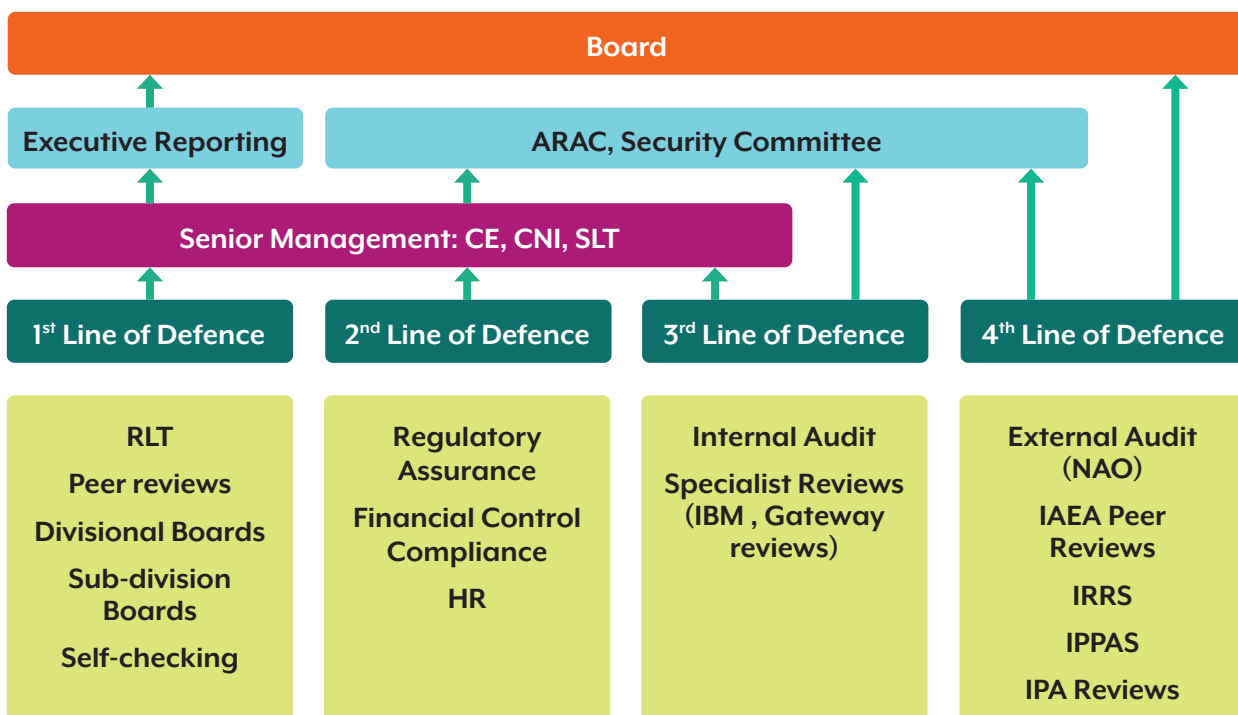 Board
Executive Reporting
ARAC, Security Committee
Senior Management: CE, CNI, SLT
1st Line of Defence
2nd Line of Defence
3rd Line of Defence
4th Line of Defence
RLT
Peer reviews
Divisional Boards
Sub-division
Boards
Self-checking
Regulatory
Assurance
Financial Control
Compliance
HR
Internal Audit
Specialist Reviews
(IBM , Gateway
reviews)
External Audit
(NAO)
IAEA Peer
Reviews
IRRS
IPPAS
IPA Reviews